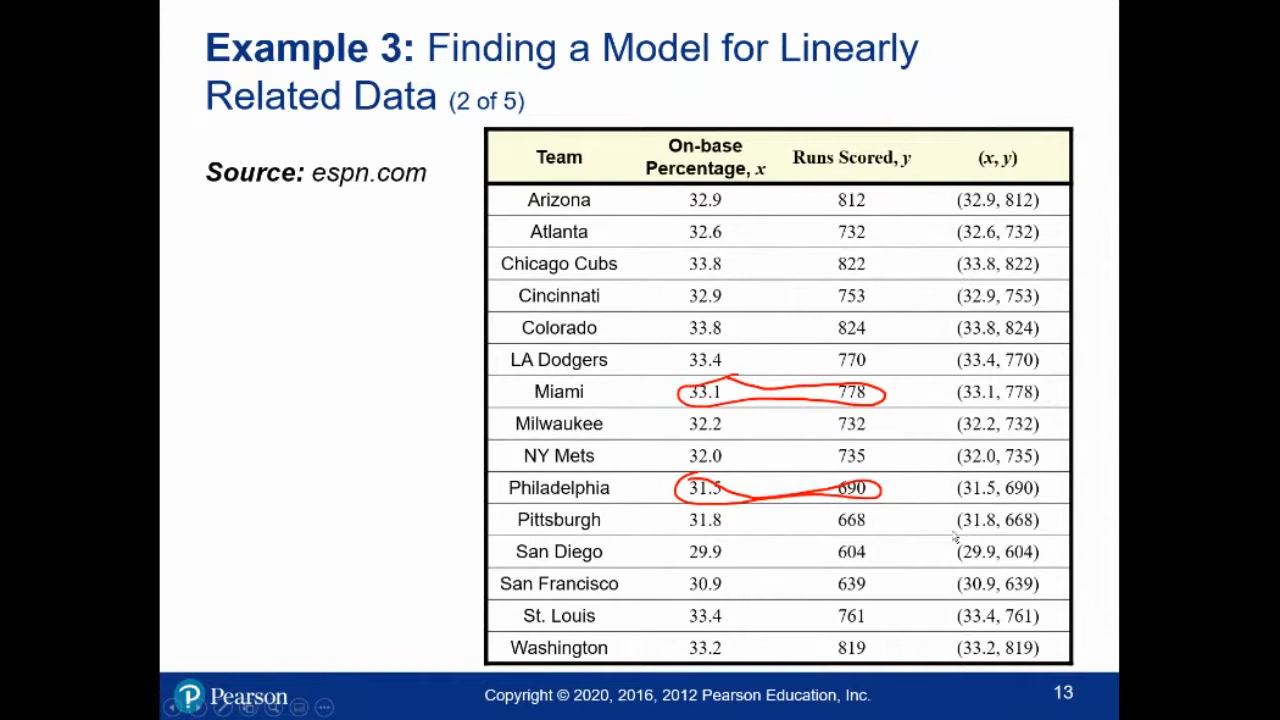 Example 3: Finding a Model for Linearly
Related Data (2 of 5)
Source: espn.com
Team On-base Percentage, x Runs Scored, y (x, y)
Arizona 32.9 812 (32.9, 812)
Atlanta 32.6 732 (32.6, 732)
Chicago Cubs 33.8 822 (33.8, 822)
Cincinnati 32.9 753 (32.9, 753)
Colorado 33.8 824 (33.8, 824)
LA Dodgers 33.4 770 (33.4, 770)
Miami 33.1 778 (33.1, 778)
Milwaukee 32.2 732 (32.2, 732)
NY Mets 32.0 735 (32.0, 735)
Philadelphia 31.5 690 (31.5, 690)
Pittsburgh 31.8 668 (31.8, 668)
San Diego 29.9 604 (29.9, 604)
San Francisco 30.9 639 (30.9, 639)
St. Louis 33.4 761 (33.4, 761)
Washington 33.2 819 (33.2, 819)
P Pearson Copyright © 2020, 2016, 2012 Pearson Education, Inc. 13